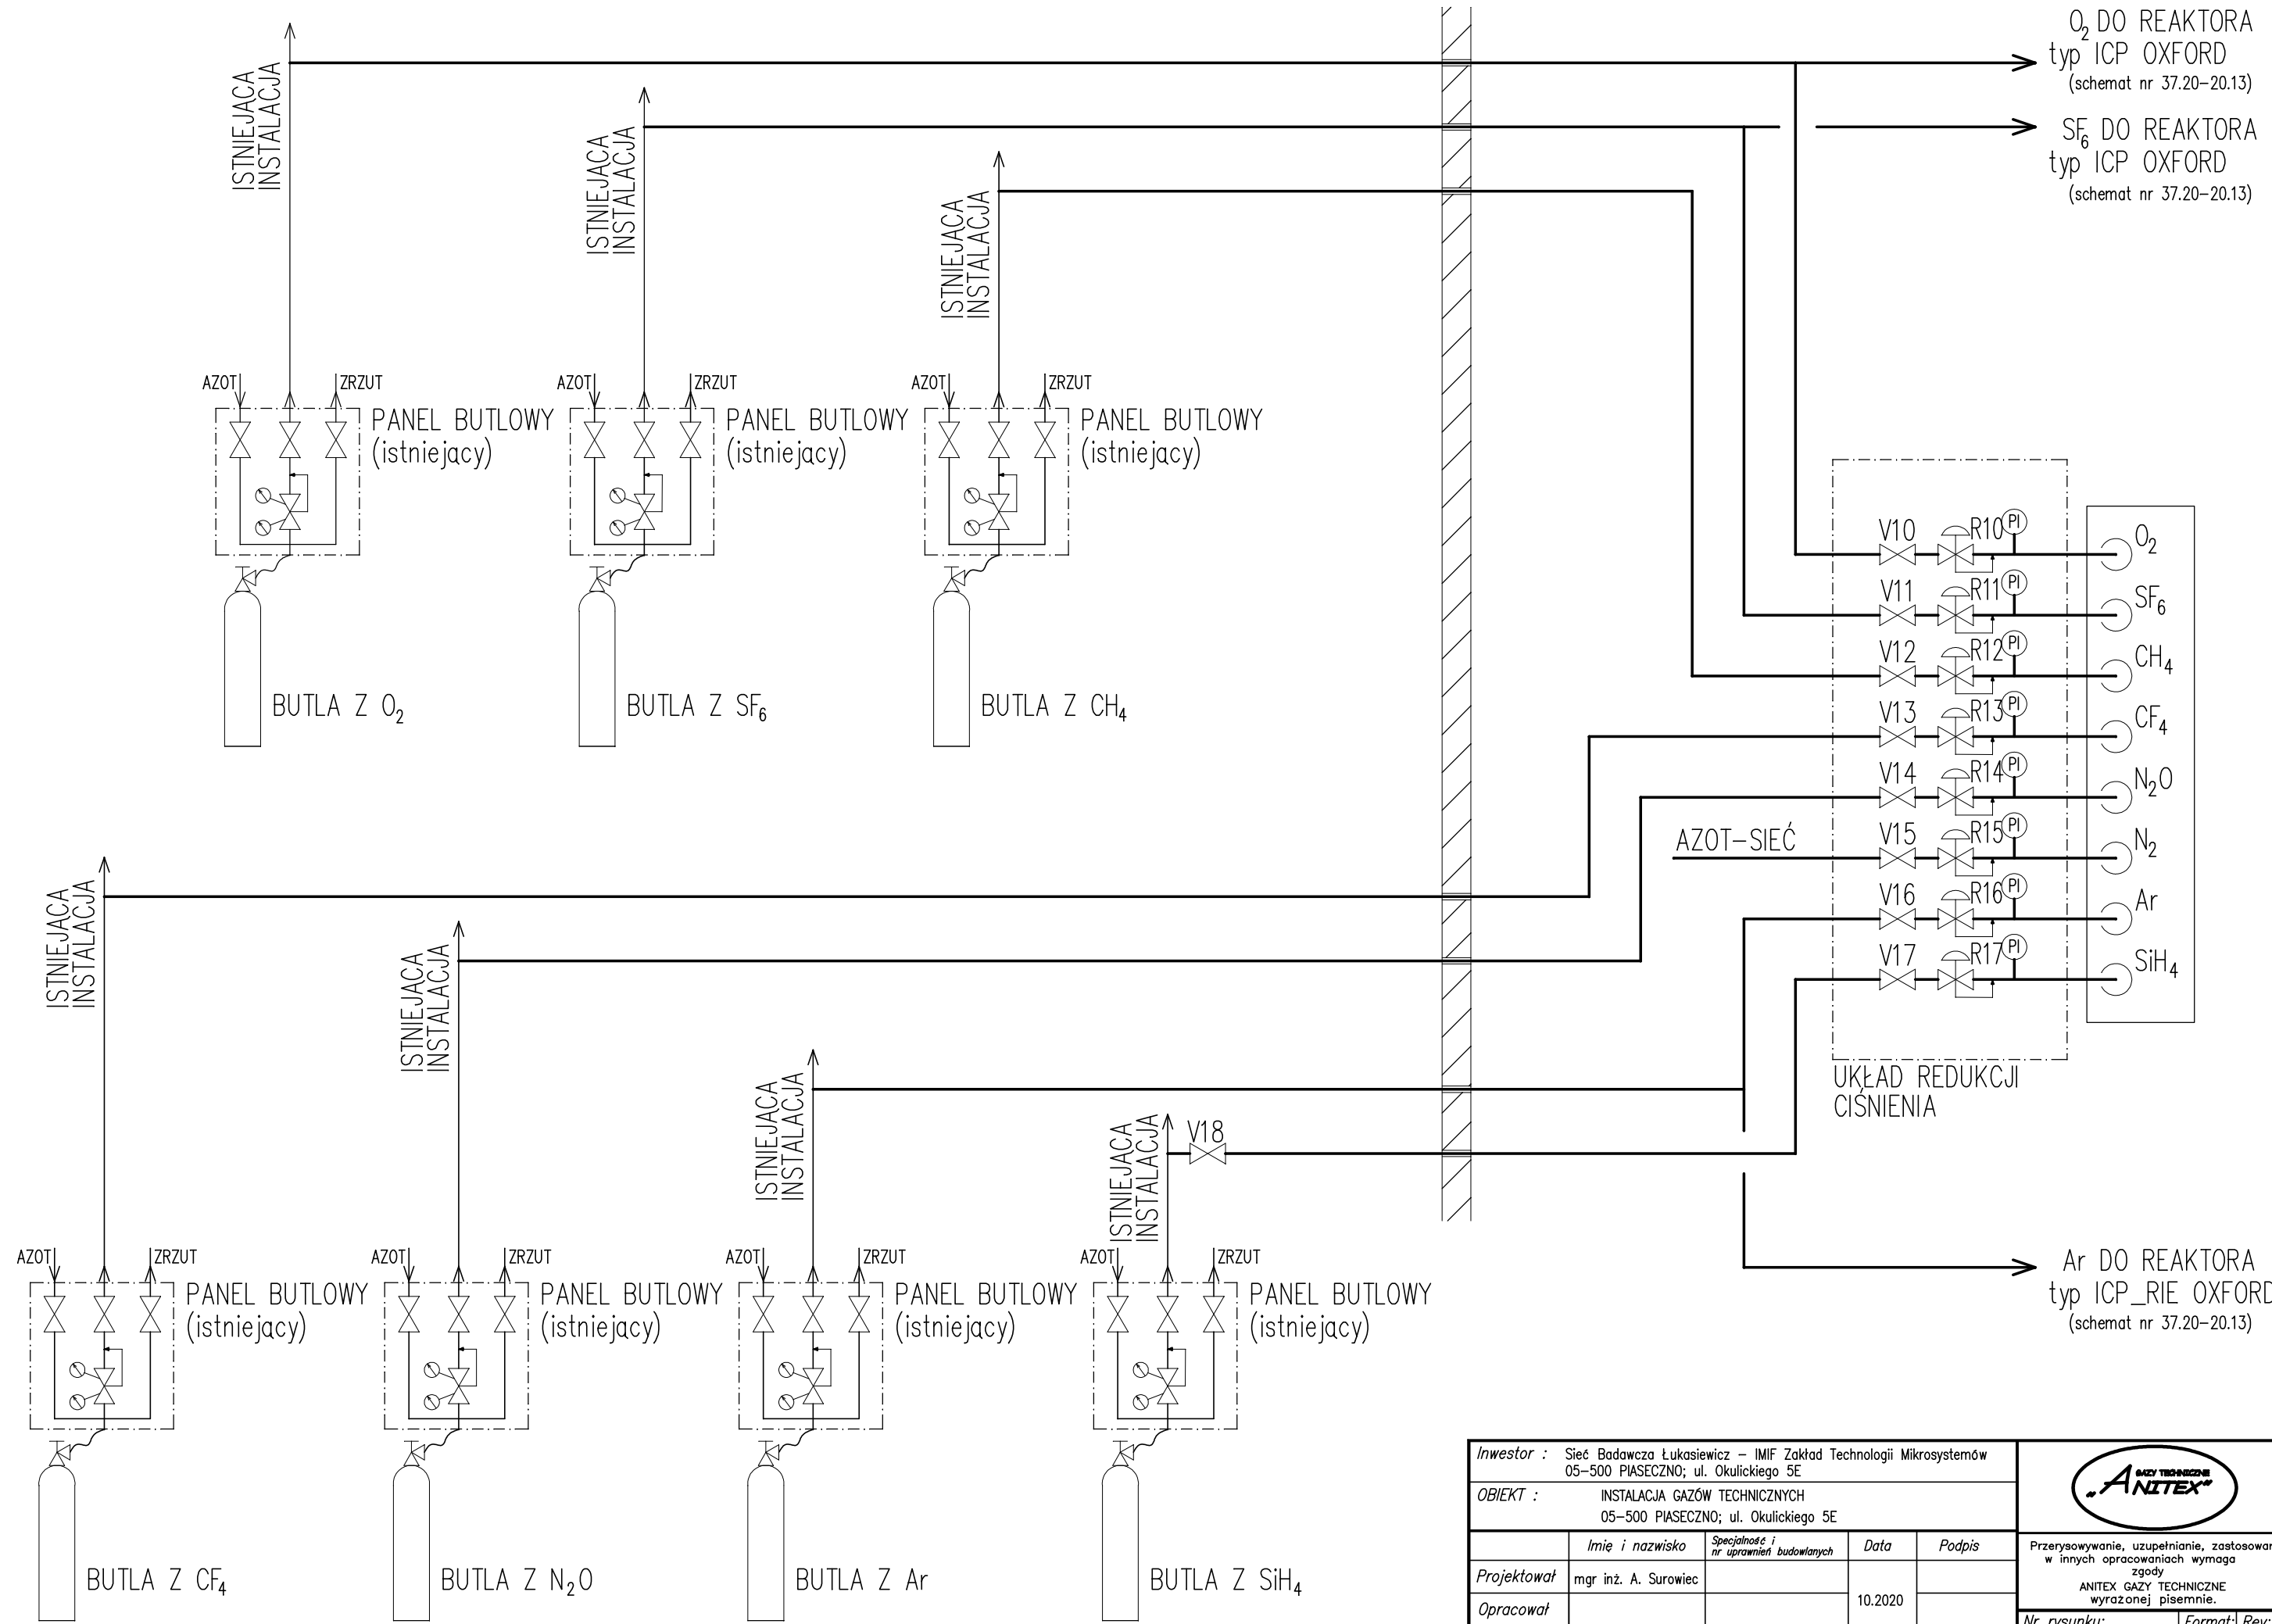 O2 DO REAKTORA
typ ICP OXFORD
(schemat nr 37.20-20.13)
SF6 DO REAKTORA
typ ICP OXFORD
(schemat nr 37.20-20.13)
ISTNIEJĄCA
INSTALACJA
ISTNIEJĄCA
INSTALACJA
ISTNIEJĄCA
INSTALACJA
AZOT
ZRZUT
PANEL BUTLOWY
(istniejący)
AZOT
ZRZUT
PANEL BUTLOWY
(istniejący)
AZOT
ZRZUT
PANEL BUTLOWY
(istniejący)
BUTLA Z O2
BUTLA Z SF6
BUTLA Z CH4
V10 R10 PI O2
V11 R11 PI SF6
V12 R12 PI CH4
V13 R13 PI CF4
V14 R14 PI N2O
AZOT-SIEĆ V15 R15 PI N2
V16 R16 PI Ar
V17 R17 PI SiH4
UKŁAD REDUKCJI
CIŚNIENIA
ISTNIEJĄCA
INSTALACJA
ISTNIEJĄCA
INSTALACJA
ISTNIEJĄCA
INSTALACJA
ISTNIEJĄCA
INSTALACJA
V18
AZOT
ZRZUT
PANEL BUTLOWY
(istniejący)
AZOT
ZRZUT
PANEL BUTLOWY
(istniejący)
AZOT
ZRZUT
PANEL BUTLOWY
(istniejący)
AZOT
ZRZUT
PANEL BUTLOWY
(istniejący)
Ar DO REAKTORA
typ ICP_RIE OXFORD
(schemat nr 37.20-20.13)
BUTLA Z CF4
BUTLA Z N2O
BUTLA Z Ar
BUTLA Z SiH4
Inwestor : Sieć Badawcza Łukasiewicz – IMIF Zakład Technologii Mikrosystemów
05-500 PIASECZNO; ul. Okulickiego 5E
OBIEKT : INSTALACJA GAZÓW TECHNICZNYCH
05-500 PIASECZNO; ul. Okulickiego 5E
Imię i nazwisko
Specjalność i
nr uprawnień budowlanych
Data
Podpis
Projektował mgr inż. A. Surowiec
10.2020
Opracował
GAZY TECHNICZNE
„ANITEX"
Przerysowywanie, uzupełnianie, zastosowan
w innych opracowaniach wymaga
zgody
ANITEX GAZY TECHNICZNE
wyrażonej pisemnie.
Nr rysunku: Format: Rev: